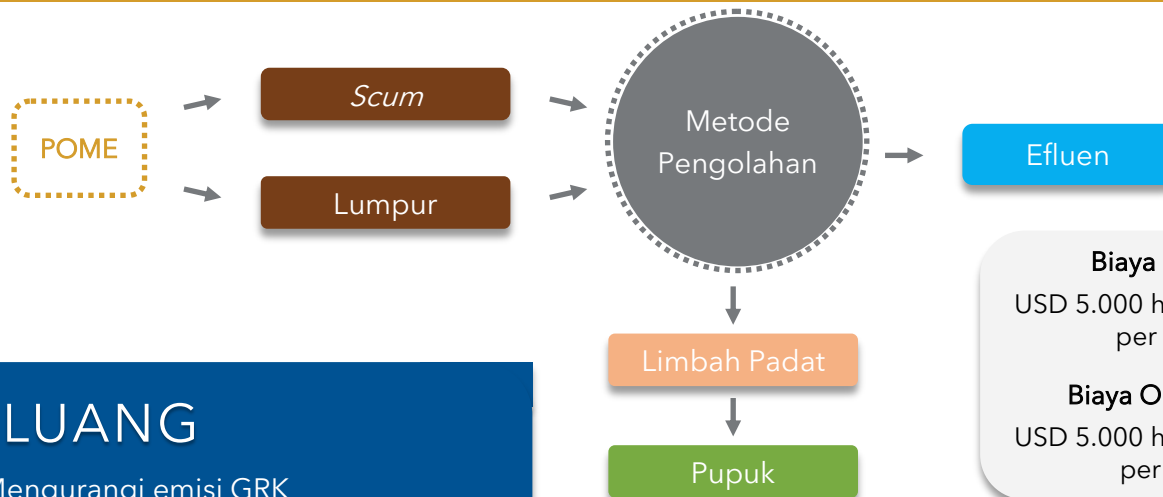 POME
Scum
Lumpur
Metode
Pengolahan
Efluen
Limbah Padat
Pupuk
Biaya
USD 5.000 h
per
Biaya O
USD 5.000 h
per
LUANG
Mengurangi emisi GRK